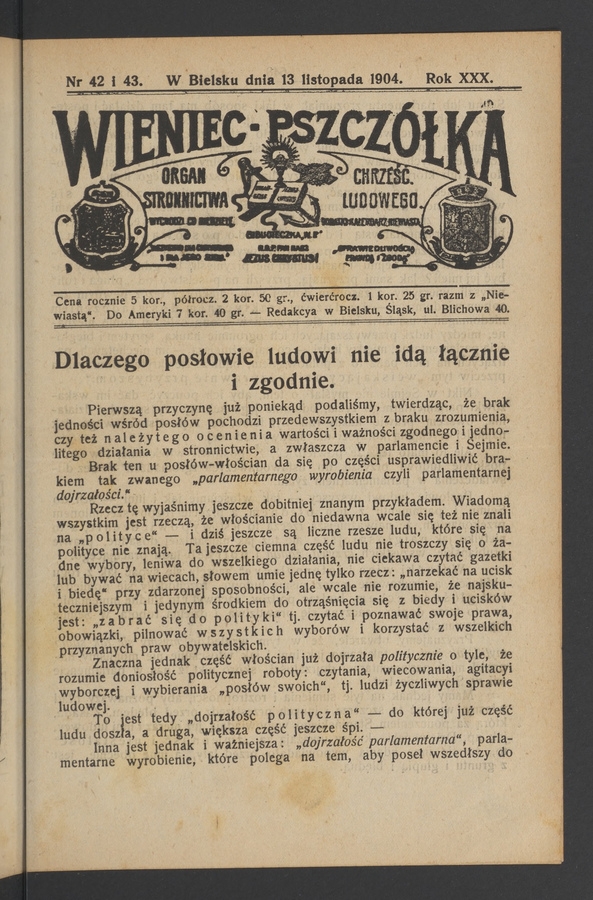 Nr 42 i 43. W Bielsku dnia 13 listopada 1904. Rok XXX.
WIENIEC-PSZCZÓŁKA
ORGAN CHRZEŚĆ.
STRONNICTWA LUDOWEGO.
WYCHODZI CO NIEDZIELĘ.
JEZUS CHRYSTUS!
Cena rocznie 5 kor., półrocz. 2 kor. 50 gr., ćwierćrocz. 1 kor. 25 gr. razm z „Nie-
wiastą". Do Ameryki 7 kor. 40 gr. — Redakcya w Bielsku, Śląsk, ul. Blichowa 40.
Dlaczego posłowie ludowi nie idą łącznie
i zgodnie.
Pierwszą przyczynę już poniekąd podaliśmy, twierdząc, że brak
jedności wśród posłów pochodzi przedewszystkiem z braku zrozumienia,
czy też należytego ocenienia wartości i ważności zgodnego i jedno-
litego działania w stronnictwie, a zwłaszcza w parlamencie i Sejmie.
Brak ten u posłów-włościan da się po części usprawiedliwić bra-
kiem tak zwanego „parlamentarnego wyrobienia czyli parlamentarnej
dojrzałości."
Rzecz tę wyjaśnimy jeszcze dobitniej znanym przykładem. Wiadomą
wszystkim jest rzeczą, że włościanie do niedawna wcale się też nie znali
na „polityce" — i dziś jeszcze są liczne rzesze ludu, które się na
polityce nie znają. Ta jeszcze ciemna część ludu nie troszczy się o ża-
dne wybory, leniwa do wszelkiego działania, nie ciekawa czytać gazetki
lub bywać na wiecach, słowem umie jednę tylko rzecz: „narzekać na ucisk
i biedę" przy zdarzonej sposobności, ale wcale nie rozumie, że najsku-
teczniejszym i jedynym środkiem do otrząśnięcia się z biedy i ucisków
jest: „zabrać się do polityki" tj. czytać i poznawać swoje prawa,
obowiązki, pilnować wszystkich wyborów i korzystać z wszelkich
przyznanych praw obywatelskich.
Znaczna jednak część włościan już dojrzała politycznie o tyle, że
rozumie doniosłość politycznej roboty: czytania, wiecowania, agitacyi
wyborczej i wybierania „posłów swoich", tj. ludzi życzliwych sprawie
ludowej.
To jest tedy „dojrzałość polityczna" — do której już część
ludu doszła, a druga, większa część jeszcze śpi. —
Inna jest jednak i ważniejsza: „dojrzałość parlamentarna", parla-
mentarne wyrobienie, które polega na tem, aby poseł wszedłszy do